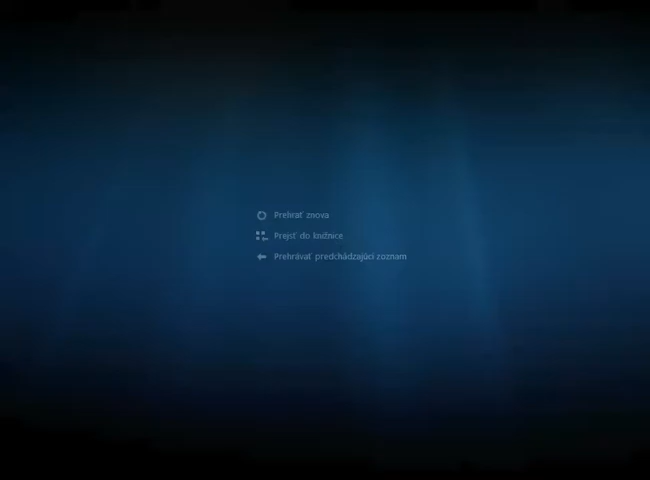 Prehrať znova
Prejsť do knižnice
Prehrávať predchádzajúci zoznam